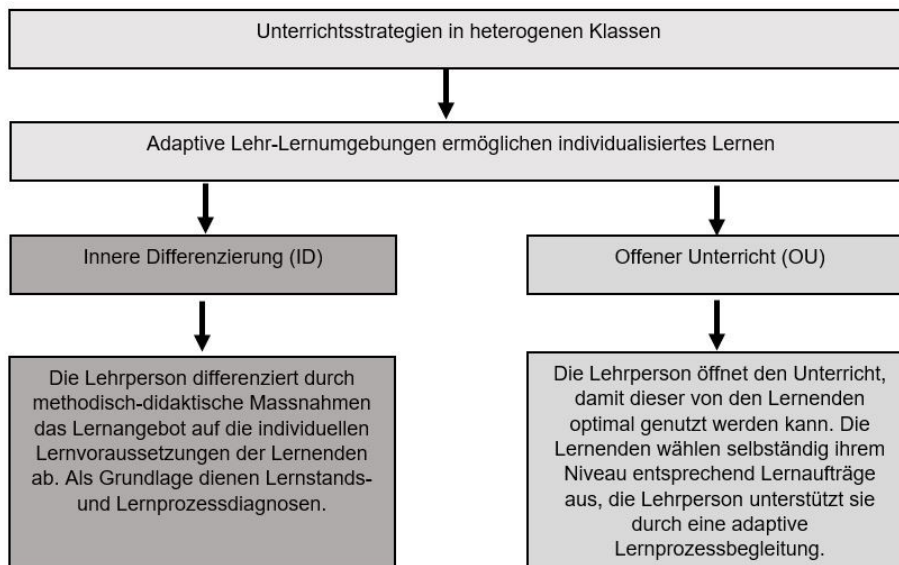 Unterrichtsstrategien in heterogenen Klassen
Adaptive Lehr-Lernumgebungen ermöglichen individualisiertes Lernen
Innere Differenzierung (ID)
Offener Unterricht (OU)
Die Lehrperson differenziert durch
methodisch-didaktische Massnahmen
das Lernangebot auf die individuellen
Lernvoraussetzungen der Lernenden
ab. Als Grundlage dienen Lernstands-
und Lernprozessdiagnosen.
Die Lehrperson öffnet den Unterricht,
damit dieser von den Lernenden
optimal genutzt werden kann. Die
Lernenden wählen selbständig ihrem
Niveau entsprechend Lernaufträge
aus, die Lehrperson unterstützt sie
durch eine adaptive
Lernprozessbegleitung.